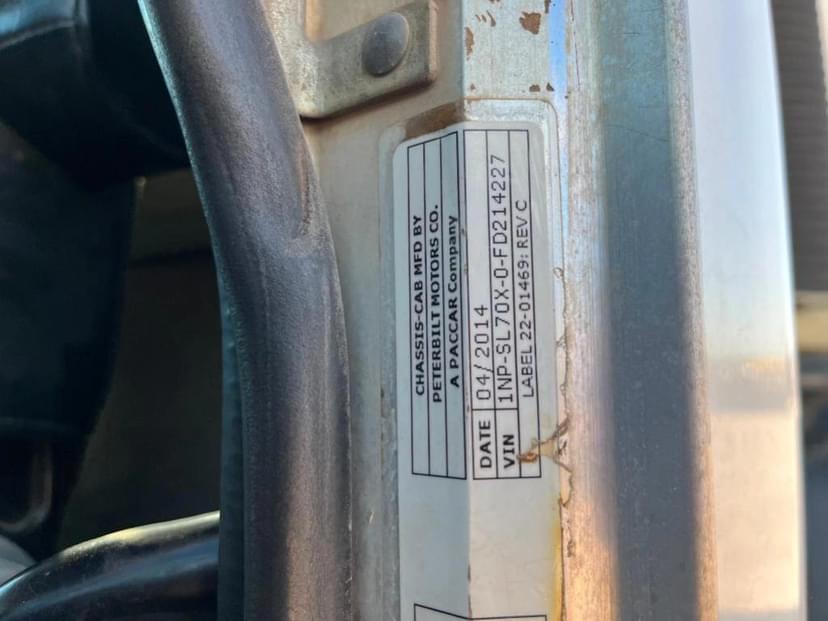 CHASSIS-CAB MFD BY
PETERBILT MOTORS CO.
A PACCAR Company
DATE 04/2014
VIN 1NP-SL70X-0-FD214227
LABEL 22-01469: REV C